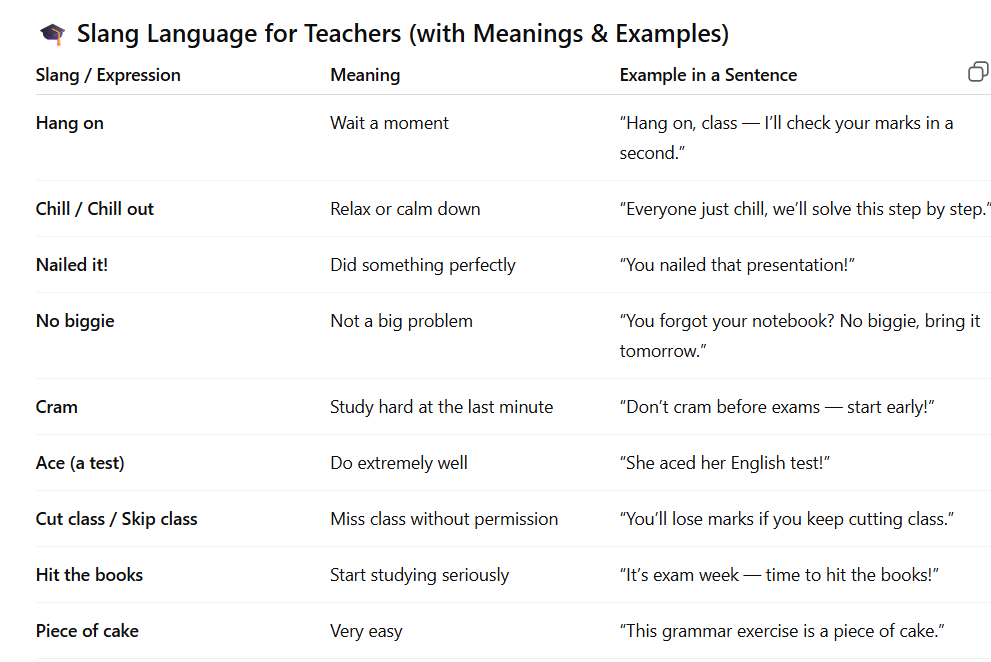 🎓 Slang Language for Teachers (with Meanings & Examples)
Slang / Expression Meaning Example in a Sentence
Hang on Wait a moment “Hang on, class — I’ll check your marks in a
second.”
Chill / Chill out Relax or calm down “Everyone just chill, we’ll solve this step by step.”
Nailed it! Did something perfectly “You nailed that presentation!”
No biggie Not a big problem “You forgot your notebook? No biggie, bring it
tomorrow.”
Cram Study hard at the last minute “Don’t cram before exams — start early!”
Ace (a test) Do extremely well “She aced her English test!”
Cut class / Skip class Miss class without permission “You’ll lose marks if you keep cutting class.”
Hit the books Start studying seriously “It’s exam week — time to hit the books!”
Piece of cake Very easy “This grammar exercise is a piece of cake.”